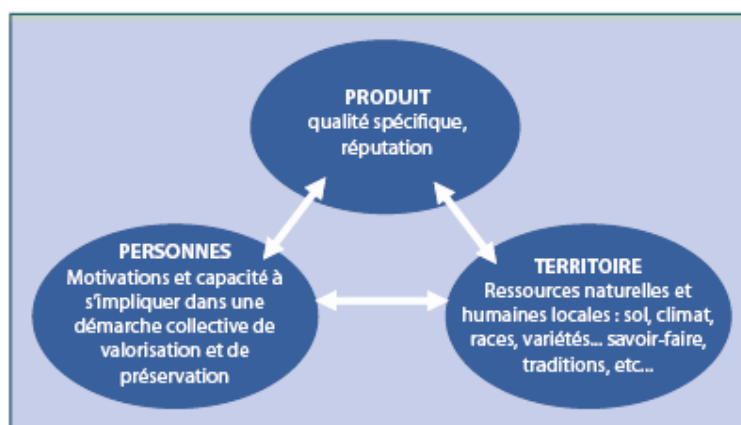 PRODUIT
qualité spécifique,
réputation
PERSONNES
Motivations et capacité à
s'impliquer dans une
démarche collective de
valorisation et de
préservation
TERRITOIRE
Ressources naturelles et
humaines locales : sol, climat,
races, variétés... savoir-faire,
traditions, etc...